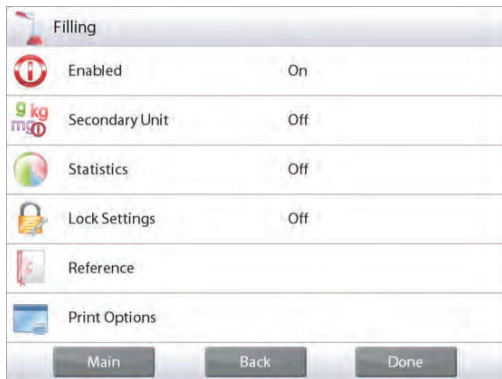 Filling
Enabled On
g kg
mg
Secondary Unit Off
Statistics Off
Lock Settings Off
Reference
Print Options
Main Back Done